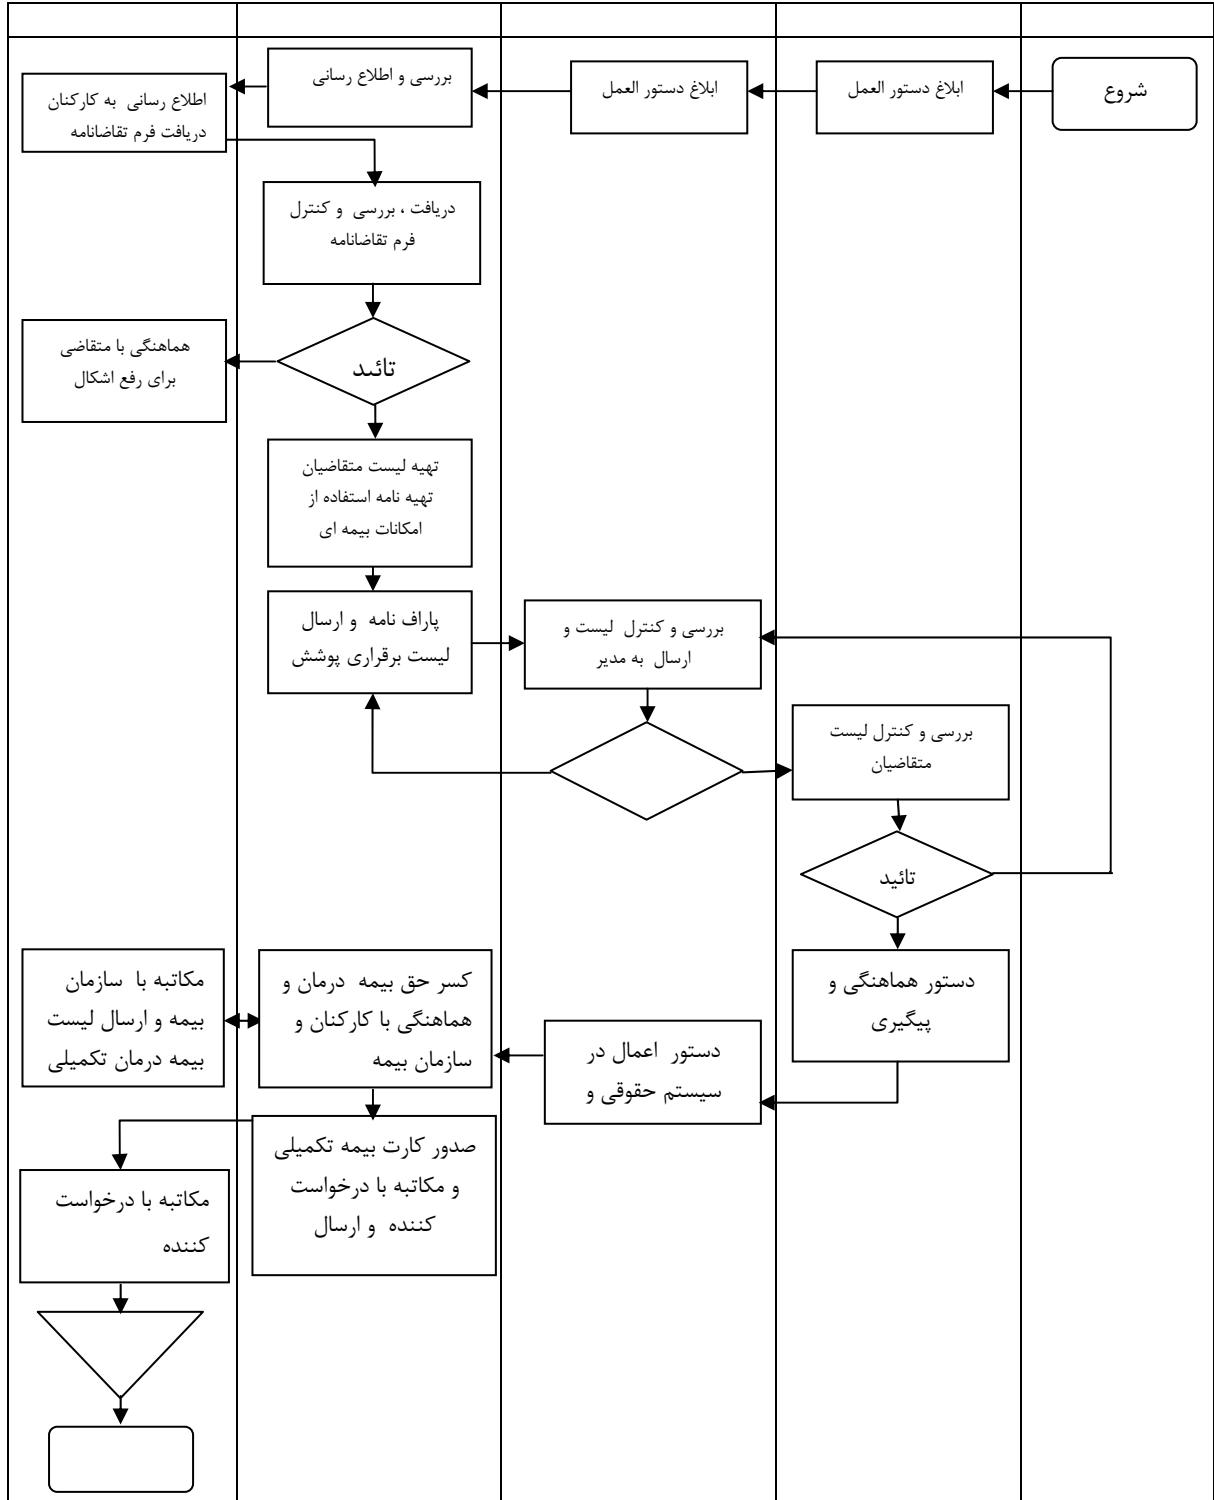 شروع
ابلاغ دستور العمل
ابلاغ دستور العمل
بررسی و اطلاع رسانی
اطلاع رسانی به کارکنان
دریافت فرم تقاضانامه
دریافت ، بررسی و کنترل
فرم تقاضانامه
تائید
هماهنگی با متقاضی
برای رفع اشکال
تهیه لیست متقاضیان
تهیه نامه استفاده از
امکانات بیمه ای
پاراف نامه و ارسال
لیست برقراری پوشش
بررسی و کنترل لیست و
ارسال به مدیر
بررسی و کنترل لیست
متقاضیان
تائید
دستور هماهنگی و
پیگیری
دستور اعمال در
سیستم حقوقی و
کسر حق بیمه درمان و
هماهنگی با کارکنان و
سازمان بیمه
مکاتبه با سازمان
بیمه و ارسال لیست
بیمه درمان تکمیلی
صدور کارت بیمه تکمیلی
و مکاتبه با درخواست
کننده و ارسال
مکاتبه با درخواست
کننده